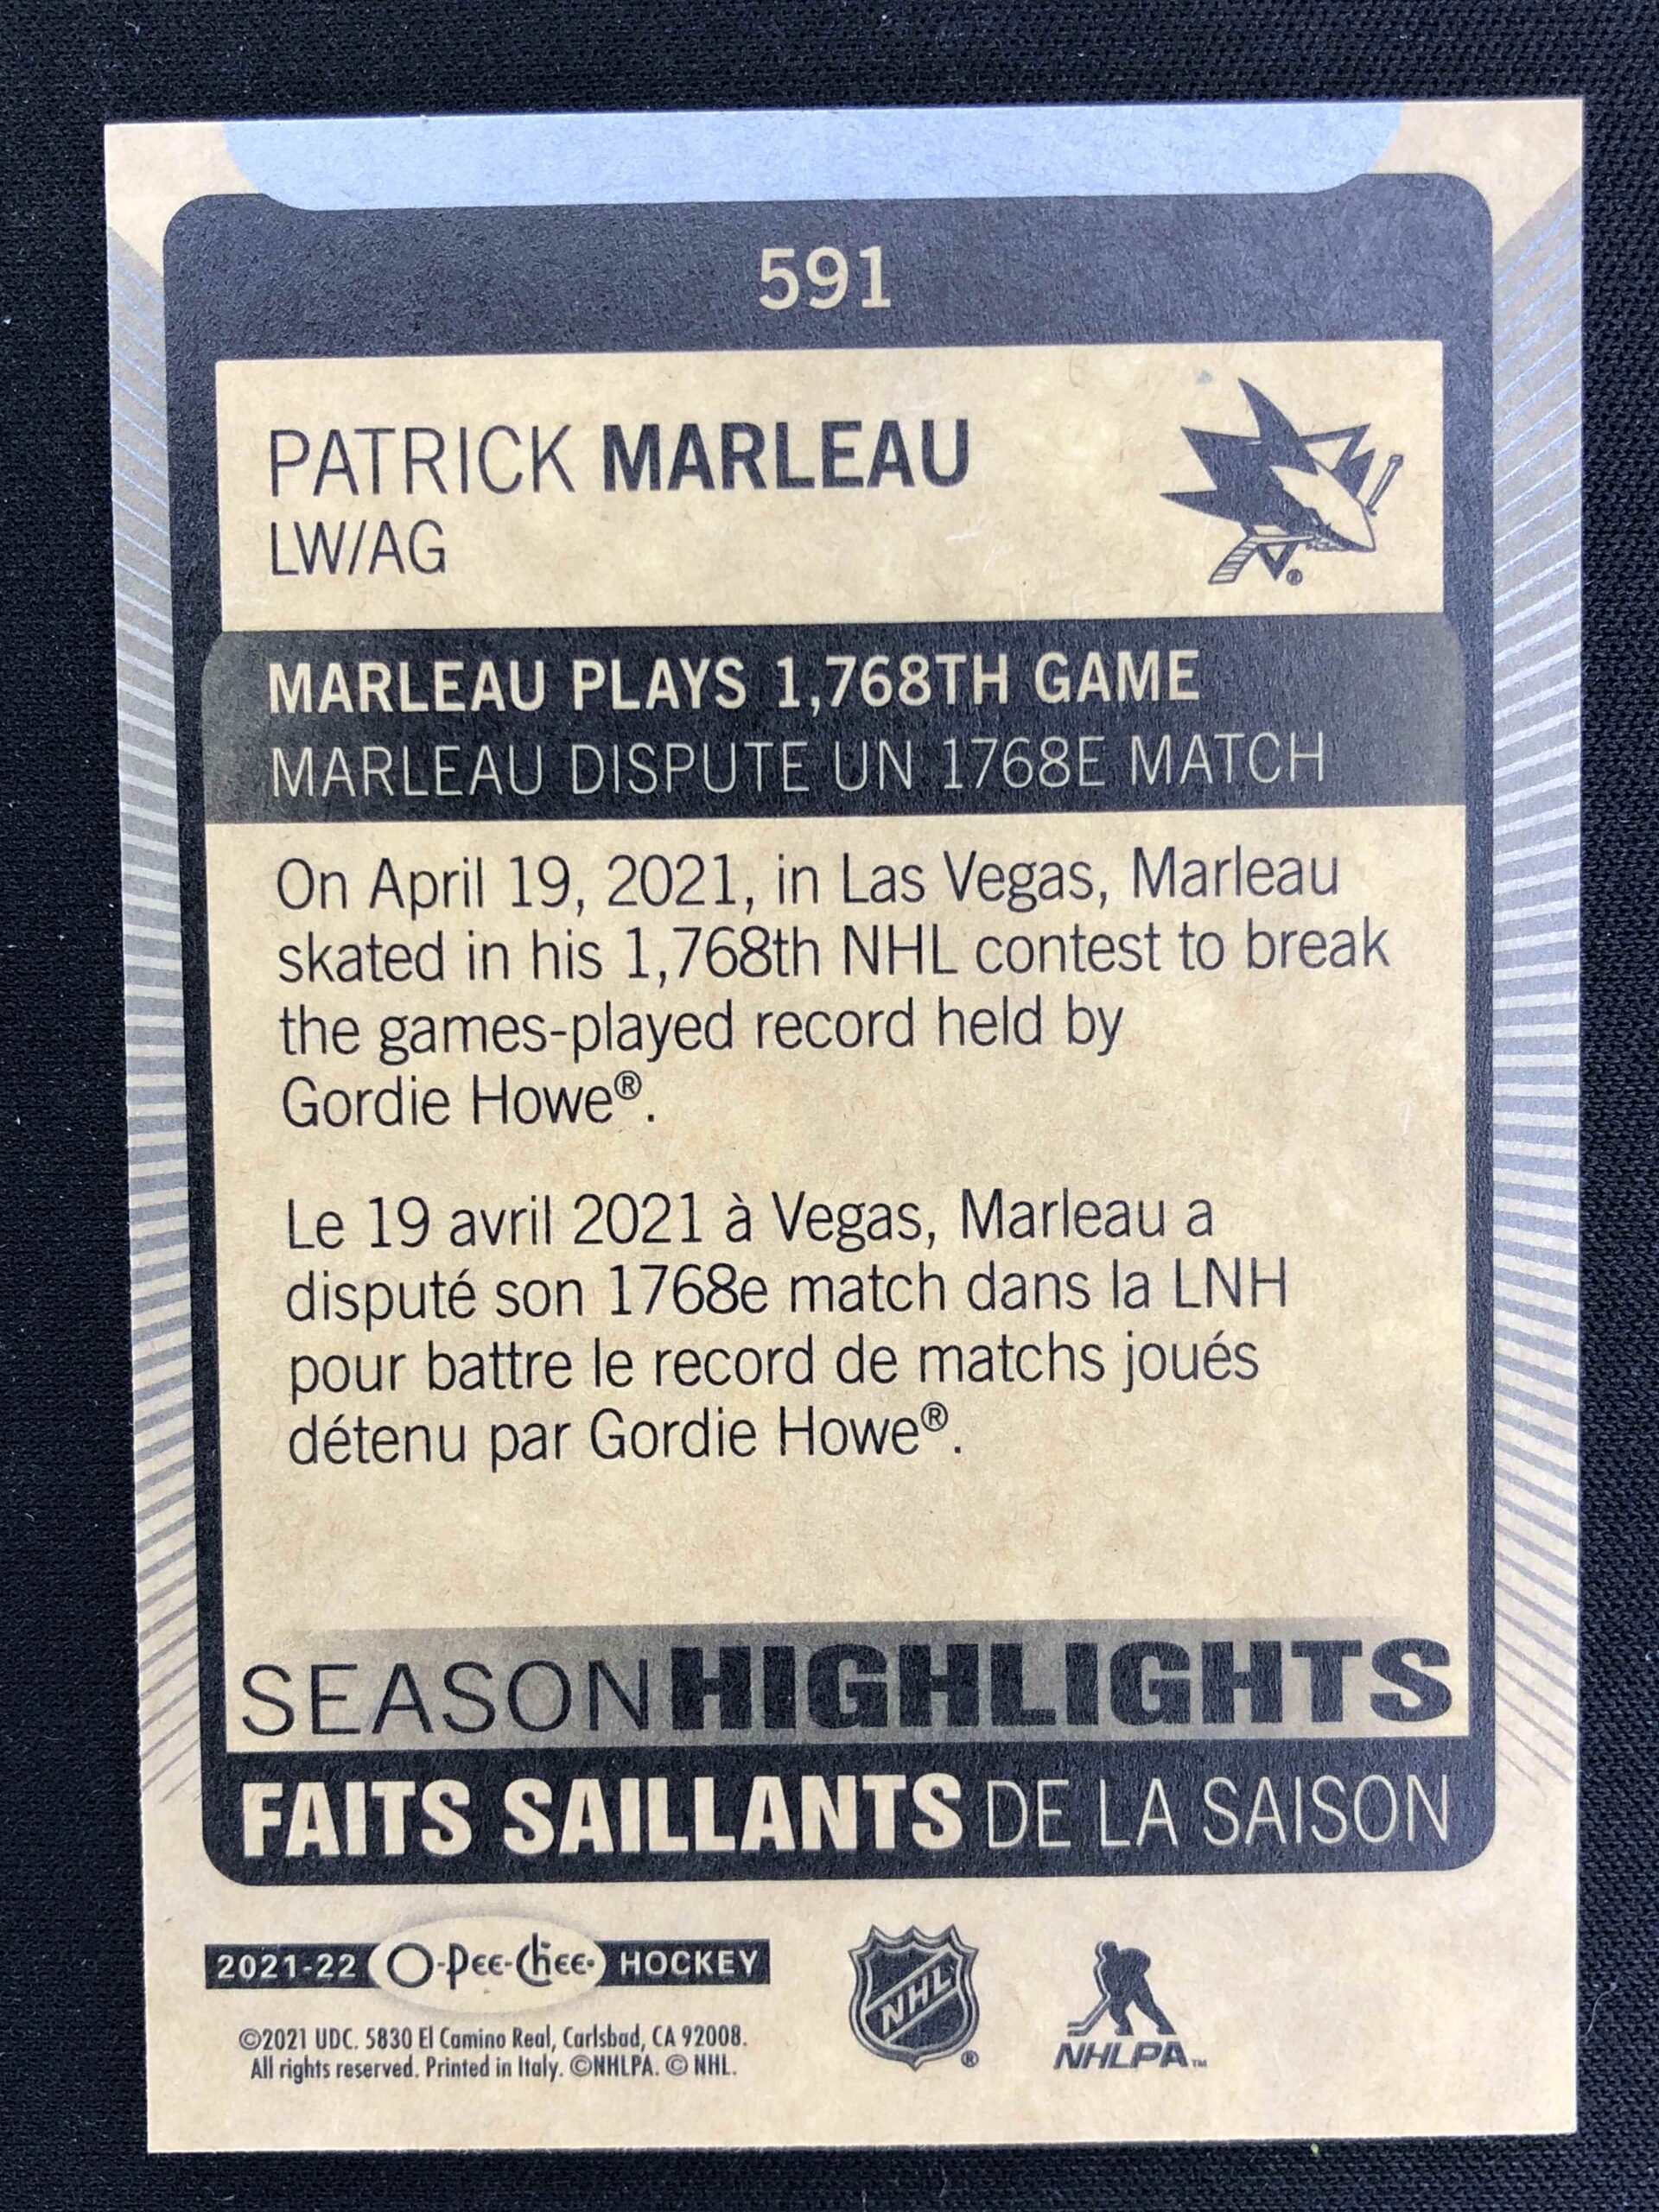 591
PATRICK MARLEAU
LW/AG
MARLEAU PLAYS 1,768TH GAME
MARLEAU DISPUTE UN 1768E MATCH
On April 19, 2021, in Las Vegas, Marleau
skated in his 1,768th NHL contest to break
the games-played record held by
Gordie Howe®.
Le 19 avril 2021 à Vegas, Marleau a
disputé son 1768e match dans la LNH
pour battre le record de matchs joués
détenu par Gordie Howe®.
SEASONHIGHLIGHTS
FAITS SAILLANTS DE LA SAISON
2021-22 O-Pee-Chee HOCKEY
©2021 UDC. 5830 El Camino Real, Carlsbad, CA 92008.
All rights reserved. Printed in Italy. ©NHLPA. © NHL.
NHL®
NHLPA™